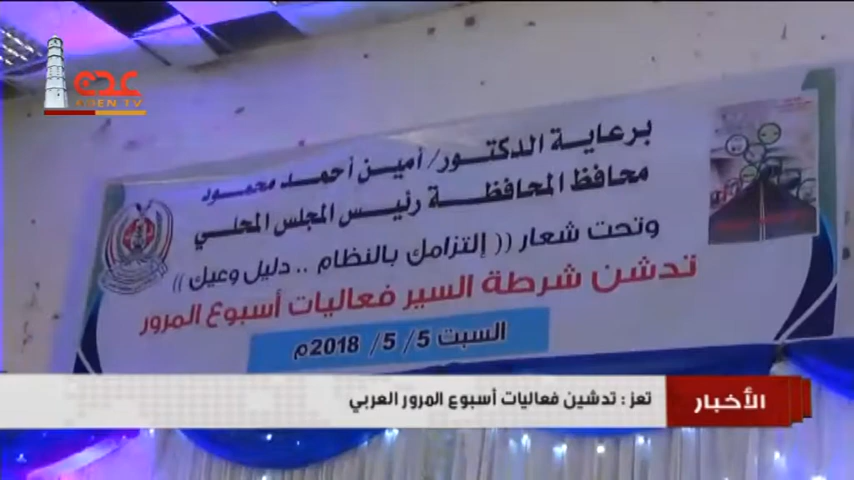 عدن
ADEN TV
برعاية الدكتور/ أمين أحمد محمود
محافظ المحافظة رئيس المجلس المحلي
وتحت شعار (( إلتزامك بالنظام .. دليل وعيك ))
تدشن شرطة السير فعاليات أسبوع المرور
السبت 5/ 5/ 2018م
الأخبار
تعز : تدشين فعاليات أسبوع المرور العربي